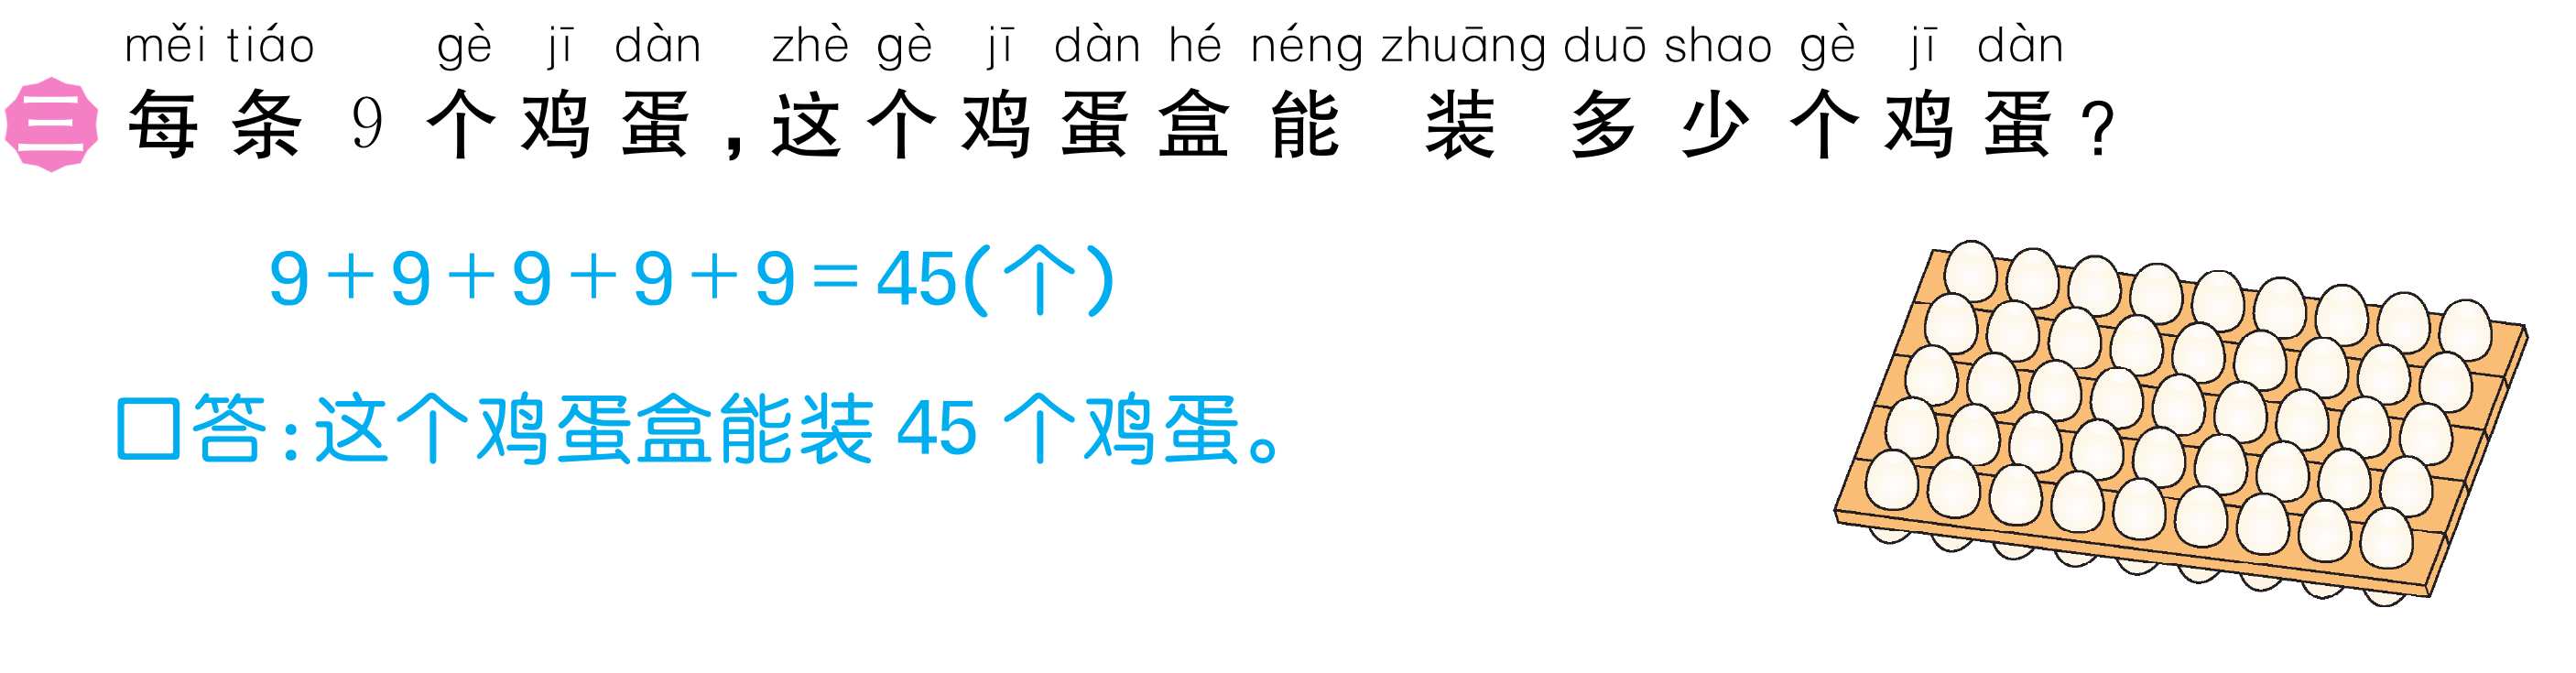 měi tiáo gè jī dàn zhè gè jī dàn hé néng zhuāng duō shao gè jī dàn
三 每条9个鸡蛋,这个鸡蛋盒能装多少个鸡蛋?
9+9+9+9+9=45(个)
口答:这个鸡蛋盒能装45个鸡蛋。